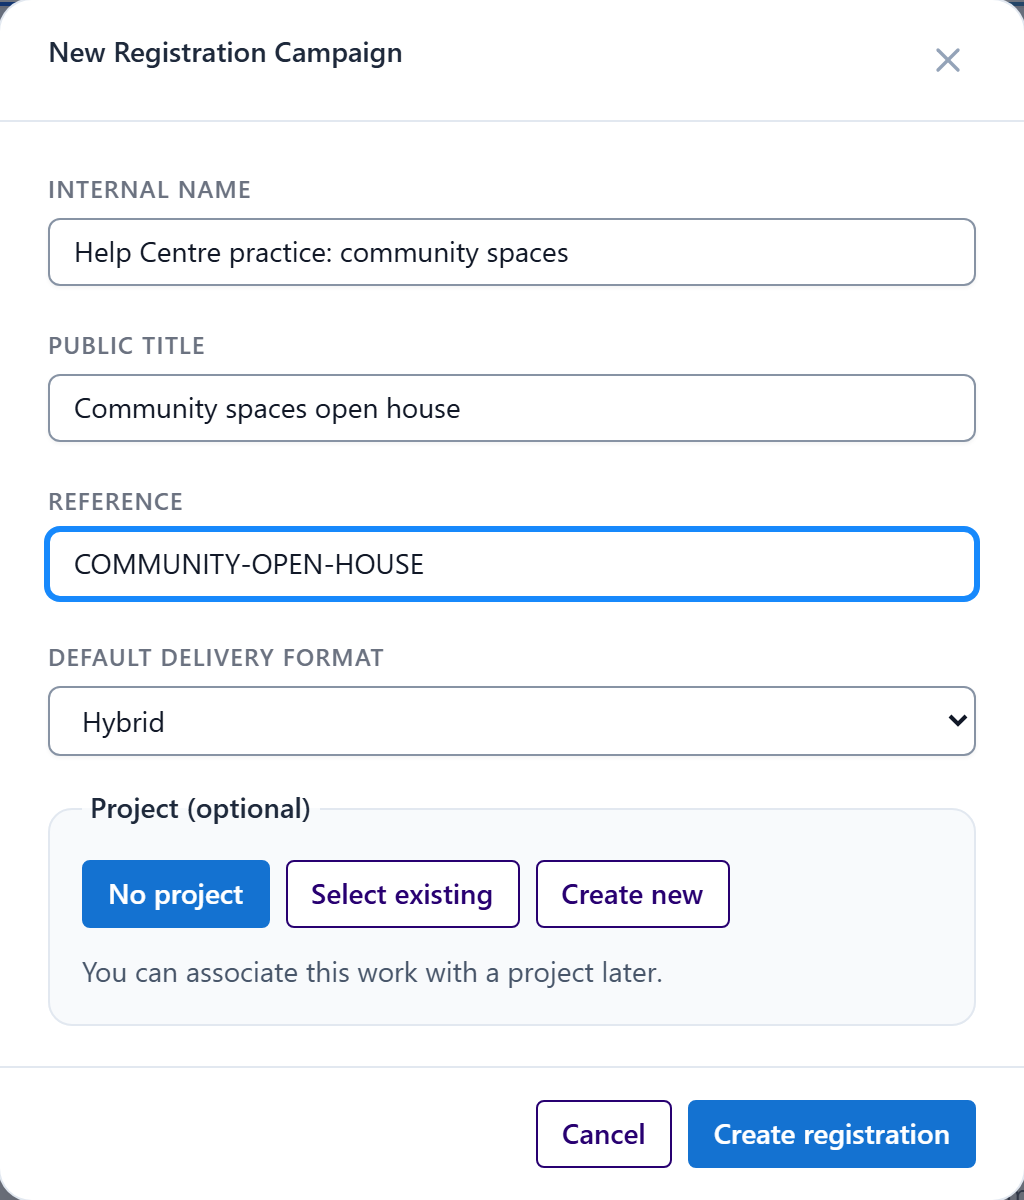 New Registration Campaign
INTERNAL NAME
Help Centre practice: community spaces
PUBLIC TITLE
Community spaces open house
REFERENCE
COMMUNITY-OPEN-HOUSE
DEFAULT DELIVERY FORMAT
Hybrid
Project (optional)
No project
Select existing
Create new
You can associate this work with a project later.
Cancel
Create registration